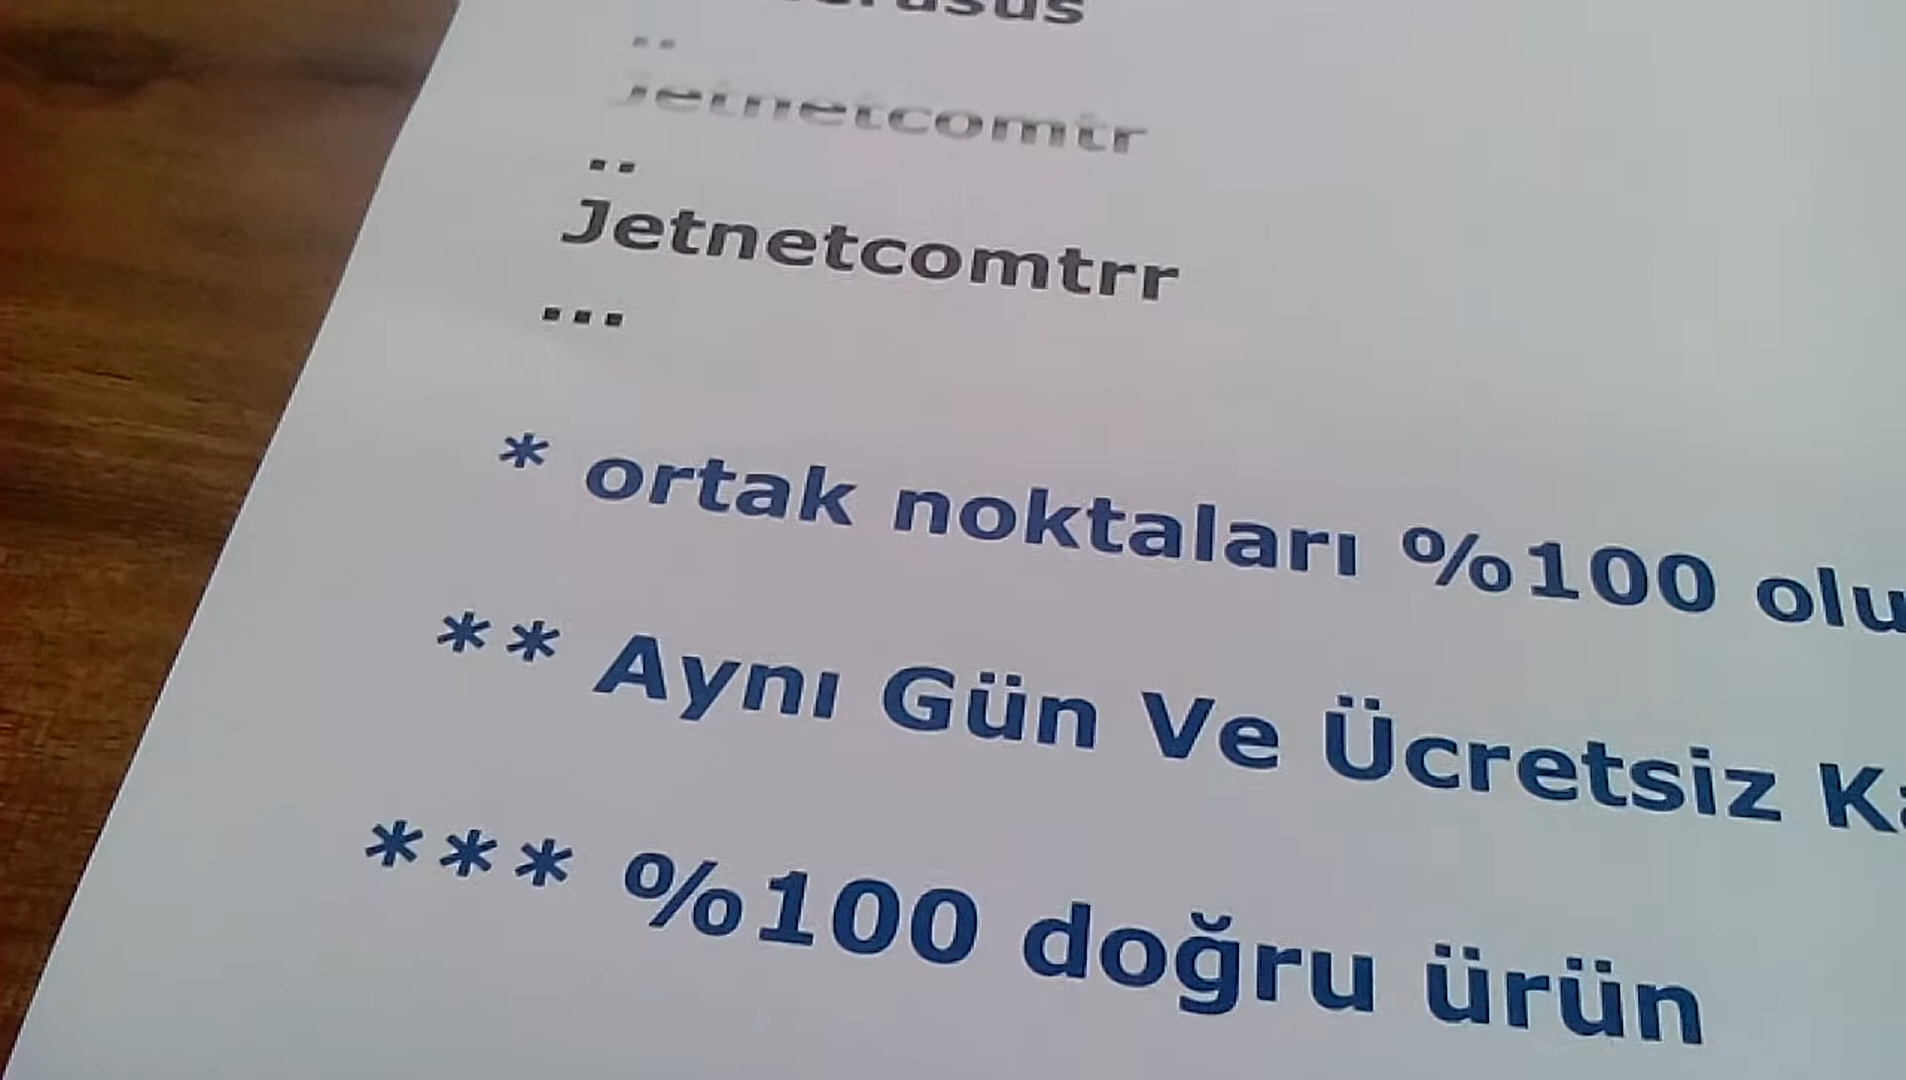 ..
jetnetcomtr
..
Jetnetcomtrr
...
* ortak noktaları %100
** Aynı Gün Ve Ücretsiz
*** %100 doğru ürün